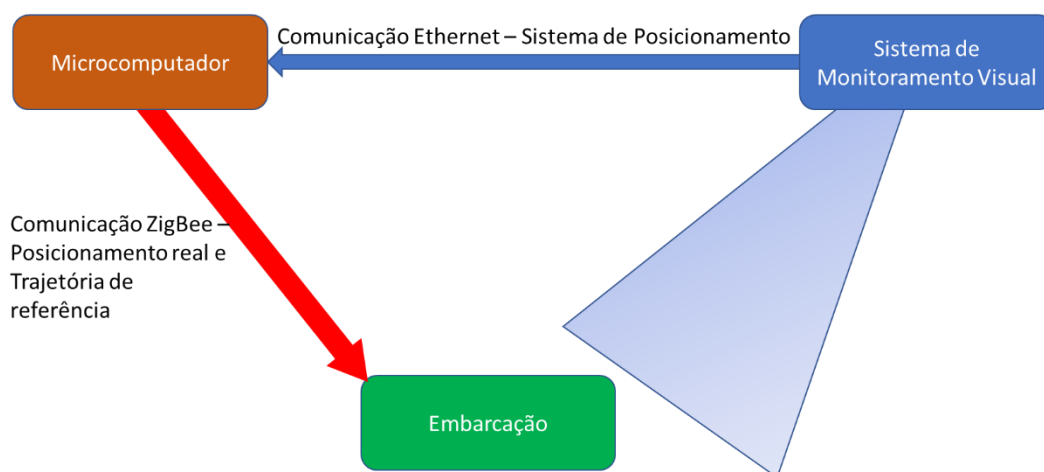 Comunicação Ethernet – Sistema de Posicionamento
Microcomputador
Sistema de
Monitoramento Visual
Comunicação ZigBee –
Posicionamento real e
Trajetória de
referência
Embarcação